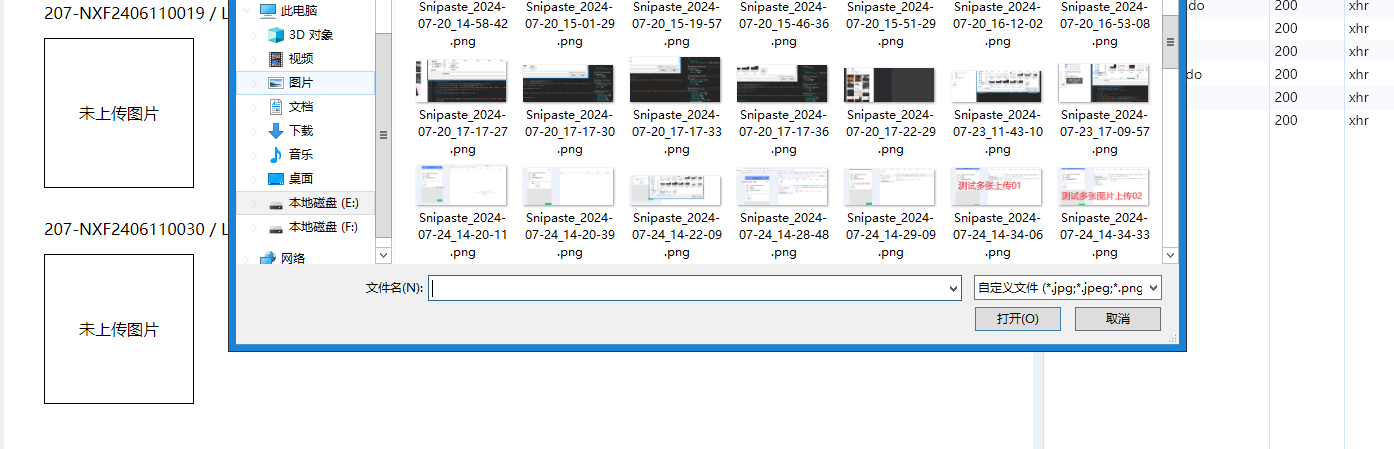 207-NXF2406110019 / L
未上传图片
207-NXF2406110030 / L
未上传图片
此电脑
3D 对象
视频
图片
文档
下载
音乐
桌面
本地磁盘 (E:)
本地磁盘 (F:)
网络
Snipaste_2024-
07-20_14-58-42
.png
Snipaste_2024-
07-20_15-01-29
.png
Snipaste_2024-
07-20_15-19-57
.png
Snipaste_2024-
07-20_15-46-36
.png
Snipaste_2024-
07-20_15-51-29
.png
Snipaste_2024-
07-20_16-12-02
.png
Snipaste_2024-
07-20_16-53-08
.png
Snipaste_2024-
07-20_17-17-27
.png
Snipaste_2024-
07-20_17-17-30
.png
Snipaste_2024-
07-20_17-17-33
.png
Snipaste_2024-
07-20_17-17-36
.png
Snipaste_2024-
07-20_17-22-29
.png
Snipaste_2024-
07-23_11-43-10
.png
Snipaste_2024-
07-23_17-09-57
.png
测试多张上传01
测试多张图片上传02
Snipaste_2024-
07-24_14-20-11
.png
Snipaste_2024-
07-24_14-20-39
.png
Snipaste_2024-
07-24_14-22-09
.png
Snipaste_2024-
07-24_14-28-48
.png
Snipaste_2024-
07-24_14-29-09
.png
Snipaste_2024-
07-24_14-34-06
.png
Snipaste_2024-
07-24_14-34-33
.png
文件名(N):
自定义文件 (*.jpg;*.jpeg;*.png
打开(O)
取消
do 200 xhr
200 xhr
200 xhr
do 200 xhr
200 xhr
200 xhr